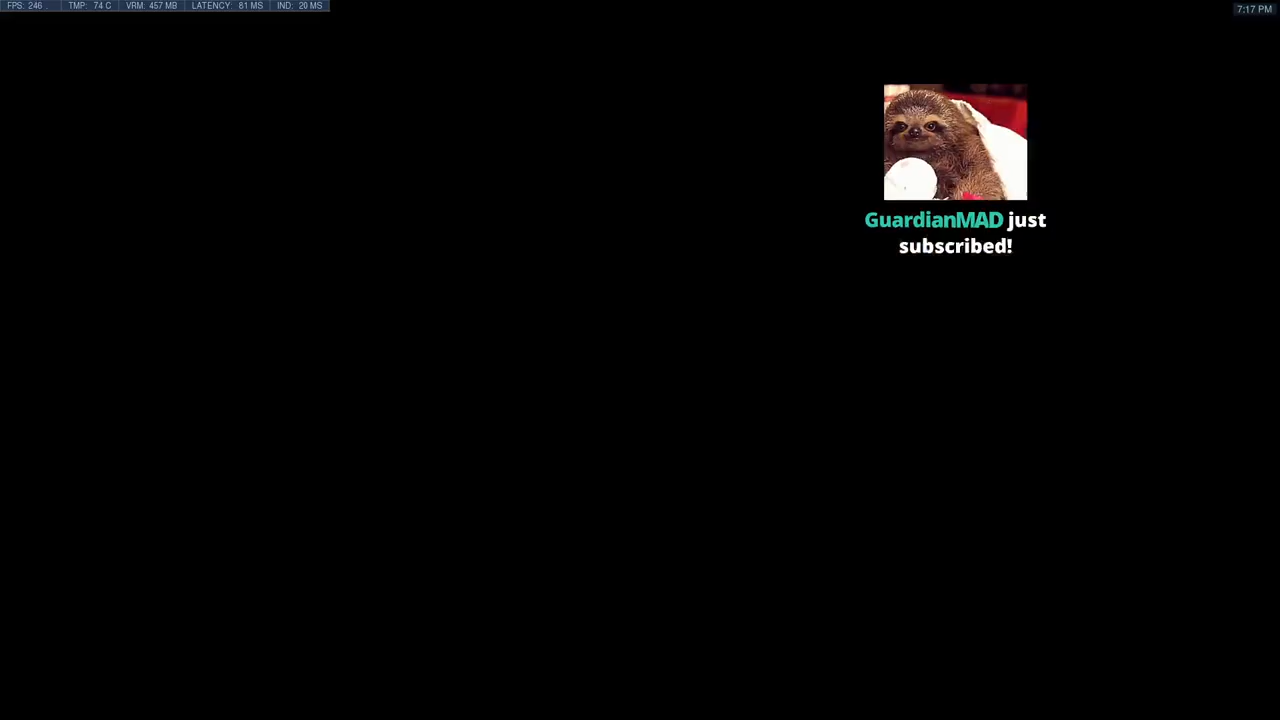 FPS: 246 TMP: 74 C VRM: 457 MB LATENCY: 81 MS IND: 20 MS
7:17 PM
GuardianMAD just
subscribed!